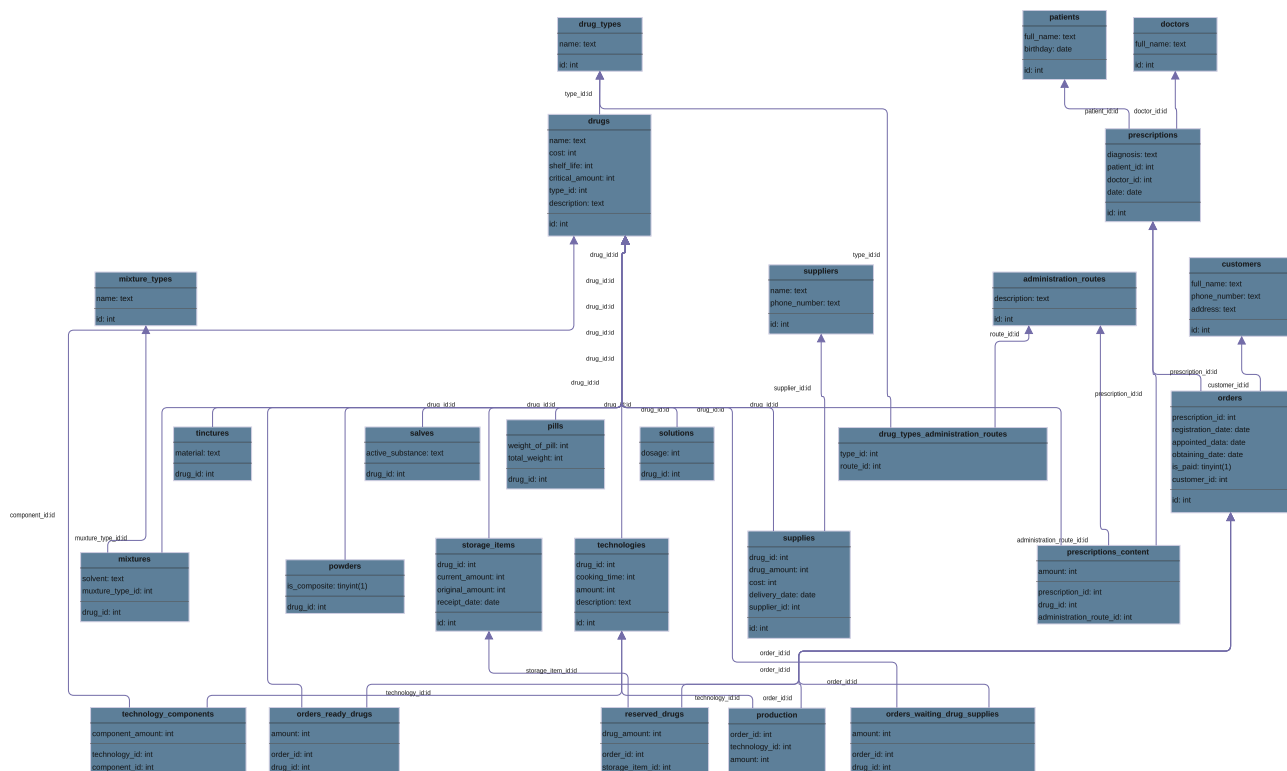 drug_types
name: text
id: int
patients
full_name: text
birthday: date
id: int
doctors
full_name: text
id: int
type_id:id
patient_id:id
doctor_id:id
drugs
name: text
cost: int
shelf_life: int
critical_amount: int
type_id: int
description: text
id: int
prescriptions
diagnosis: text
patient_id: int
doctor_id: int
date: date
id: int
drug_id:id
drug_id:id
drug_id:id
drug_id:id
drug_id:id
drug_id:id
type_id:id
mixture_types
name: text
id: int
suppliers
name: text
phone_number: text
id: int
administration_routes
description: text
id: int
customers
full_name: text
phone_number: text
address: text
id: int
route_id:id
supplier_id:id
prescription_id:id
prescription_id:id
customer_id:id
drug_id:id
drug_id:id
drug_id:id
drug_id:id
drug_id:id
drug_id:id
tinctures
material: text
drug_id: int
salves
active_substance: text
drug_id: int
pills
weight_of_pill: int
total_weight: int
drug_id: int
solutions
dosage: int
drug_id: int
drug_types_administration_routes
type_id: int
route_id: int
orders
prescription_id: int
registration_date: date
appointed_data: date
obtaining_date: date
is_paid: tinyint(1)
customer_id: int
id: int
component_id:id
muxture_type_id:id
administration_route_id:id
mixtures
solvent: text
muxture_type_id: int
drug_id: int
powders
is_composite: tinyint(1)
drug_id: int
storage_items
drug_id: int
current_amount: int
original_amount: int
receipt_date: date
id: int
technologies
drug_id: int
cooking_time: int
amount: int
description: text
id: int
supplies
drug_id: int
drug_amount: int
cost: int
delivery_date: date
supplier_id: int
id: int
prescriptions_content
amount: int
prescription_id: int
drug_id: int
administration_route_id: int
order_id:id
order_id:id
storage_item_id:id
order_id:id
technology_id:id
technology_id:id
order_id:id
technology_components
component_amount: int
technology_id: int
component_id: int
orders_ready_drugs
amount: int
order_id: int
drug_id: int
reserved_drugs
drug_amount: int
order_id: int
storage_item_id: int
production
order_id: int
technology_id: int
amount: int
orders_waiting_drug_supplies
amount: int
order_id: int
drug_id: int